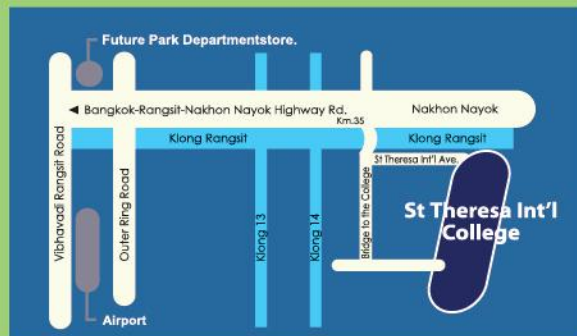 Future Park Departmentstore.
Bangkok-Rangsit-Nakhon Nayok Highway Rd.
Nakhon Nayok
Km.35
Klong Rangsit
Klong Rangsit
St Theresa Int'l Ave.
Vibhavadi Rangsit Road
Outer Ring Road
Klong 13
Klong 14
Bridge to the College
St Theresa Int'l
College
Airport